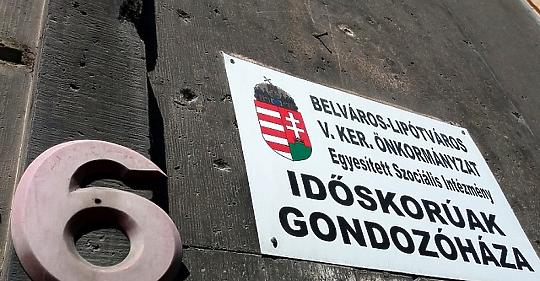 6
BELVÁROS-LIPÓTVÁROS
V. KER. ÖNKORMÁNYZAT
Egyesített Szociális Intézmény
IDŐSKORÚAK
GONDOZÓHÁZA